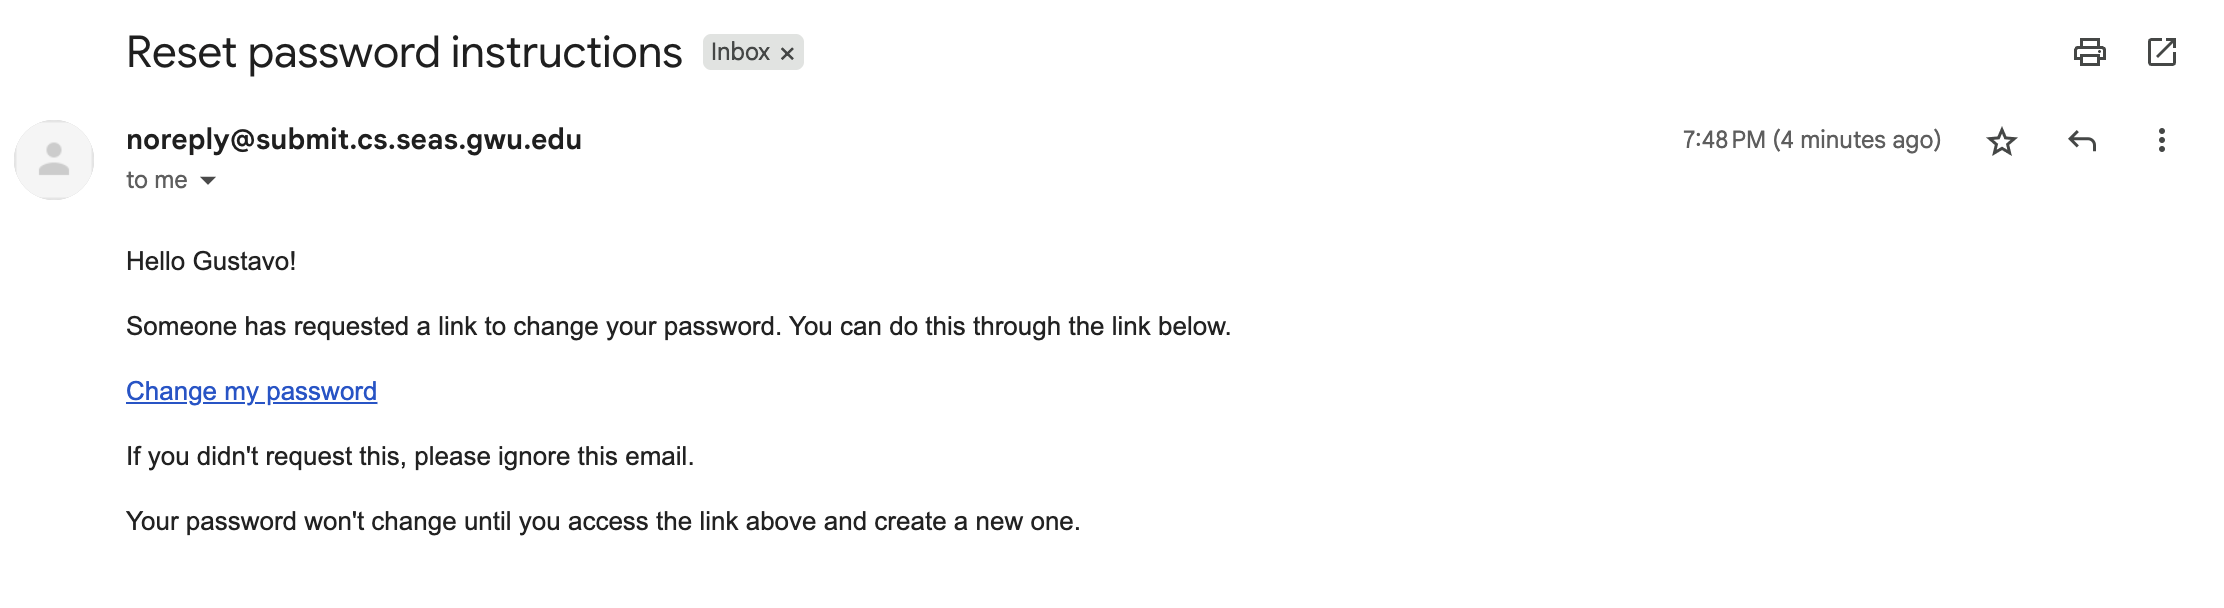 Reset password instructions Inbox ×
noreply@submit.cs.seas.gwu.edu 7:48 PM (4 minutes ago)
to me
Hello Gustavo!
Someone has requested a link to change your password. You can do this through the link below.
Change my password
If you didn't request this, please ignore this email.
Your password won't change until you access the link above and create a new one.